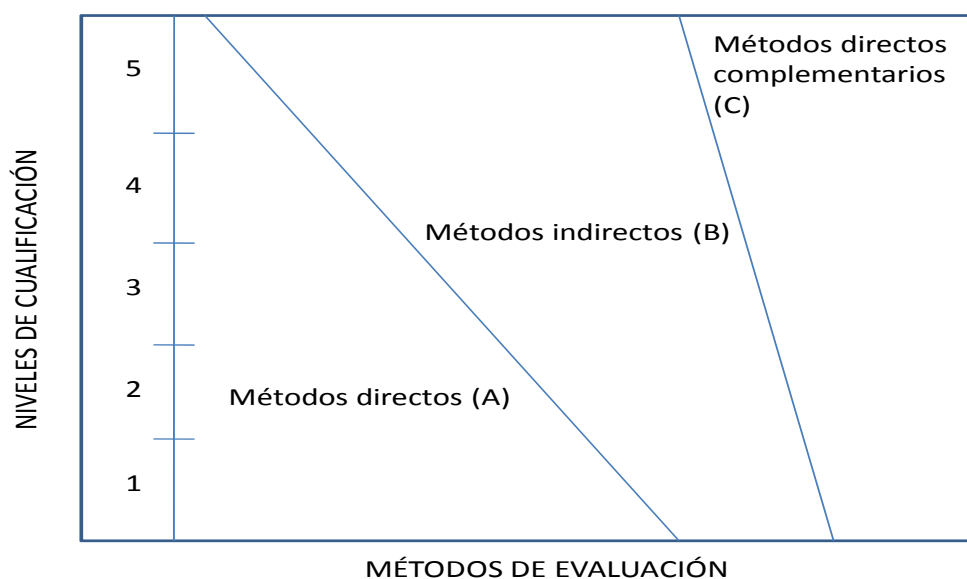 Métodos directos
complementarios
(C)
5
4
Métodos indirectos (B)
3
2
Métodos directos (A)
1
NIVELES DE CUALIFICACIÓN
MÉTODOS DE EVALUACIÓN